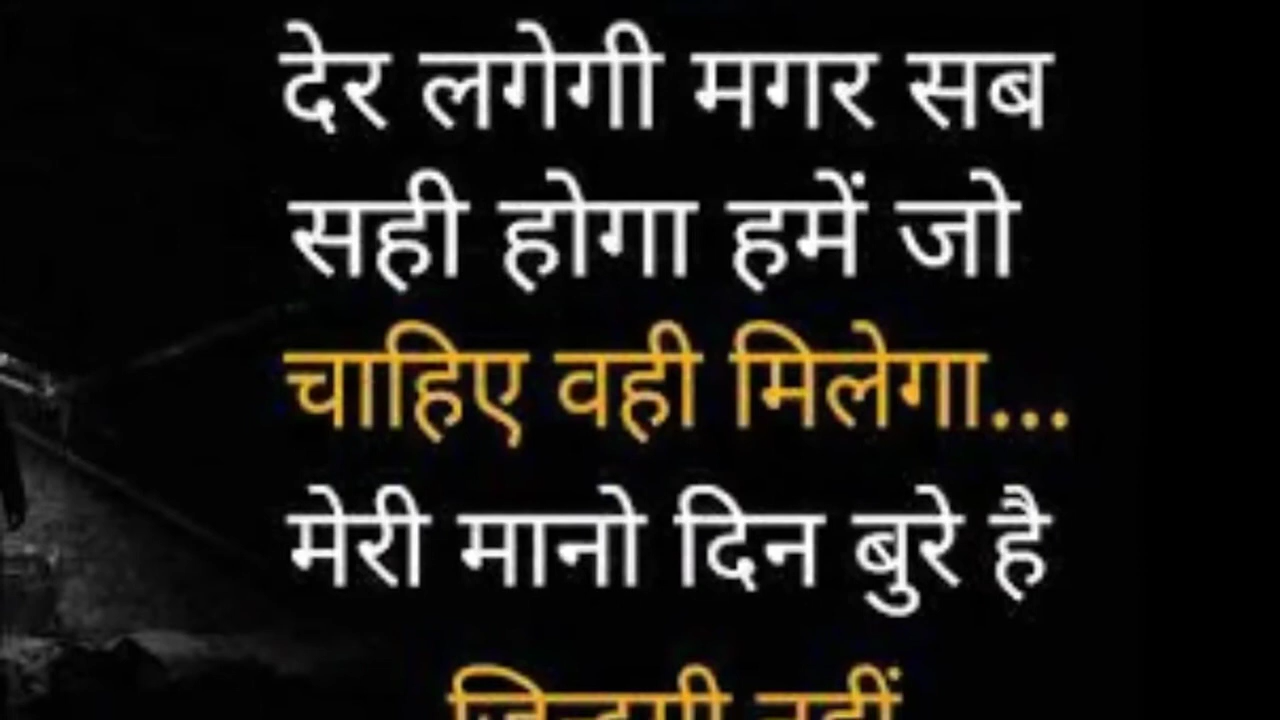 देर लगेगी मगर सब
सही होगा हमें जो
चाहिए वही मिलेगा...
मेरी मानो दिन बुरे है